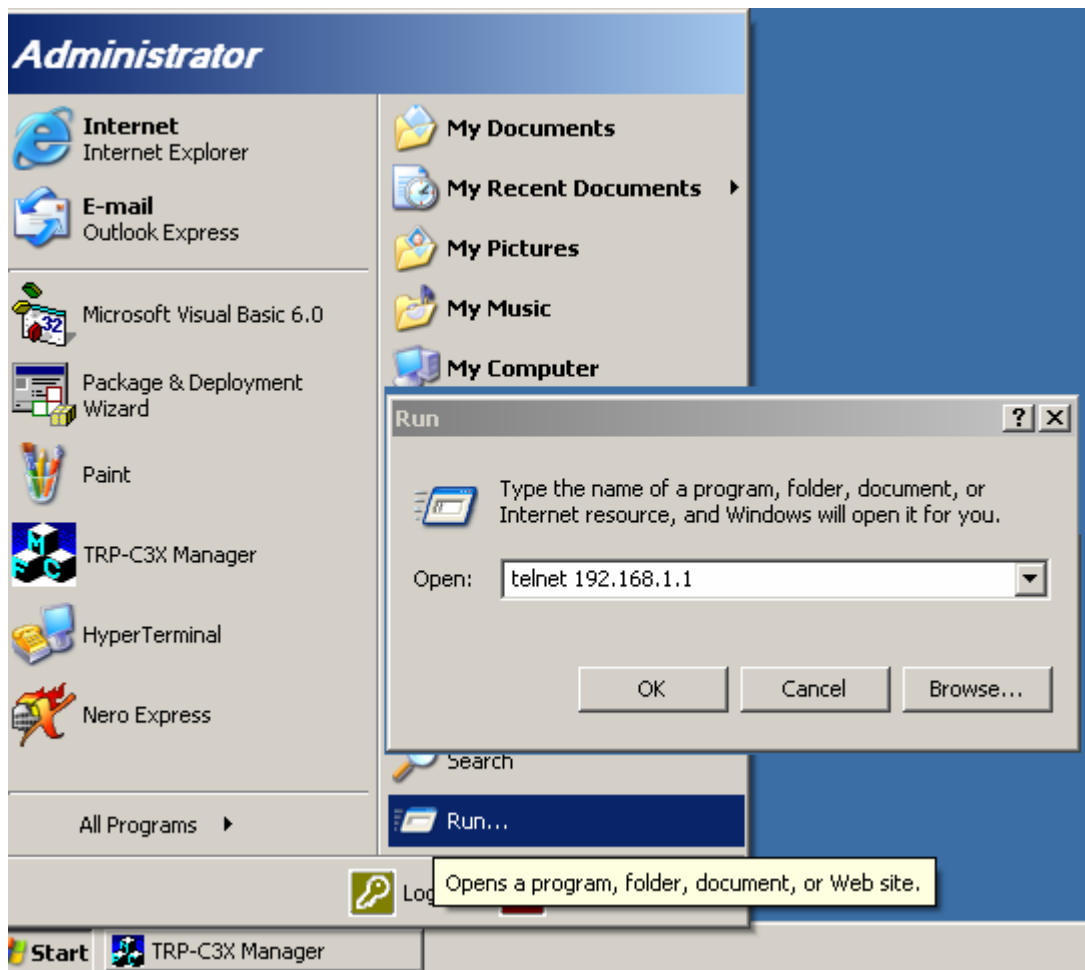 Administrator
Internet
Internet Explorer
E-mail
Outlook Express
Microsoft Visual Basic 6.0
Package & Deployment
Wizard
Paint
TRP-C3X Manager
HyperTerminal
Nero Express
All Programs
My Documents
My Recent Documents
My Pictures
My Music
My Computer
Run
Type the name of a program, folder, document, or
Internet resource, and Windows will open it for you.
Open: telnet 192.168.1.1
OK Cancel Browse...
Search
Run...
Opens a program, folder, document, or Web site.
Start TRP-C3X Manager